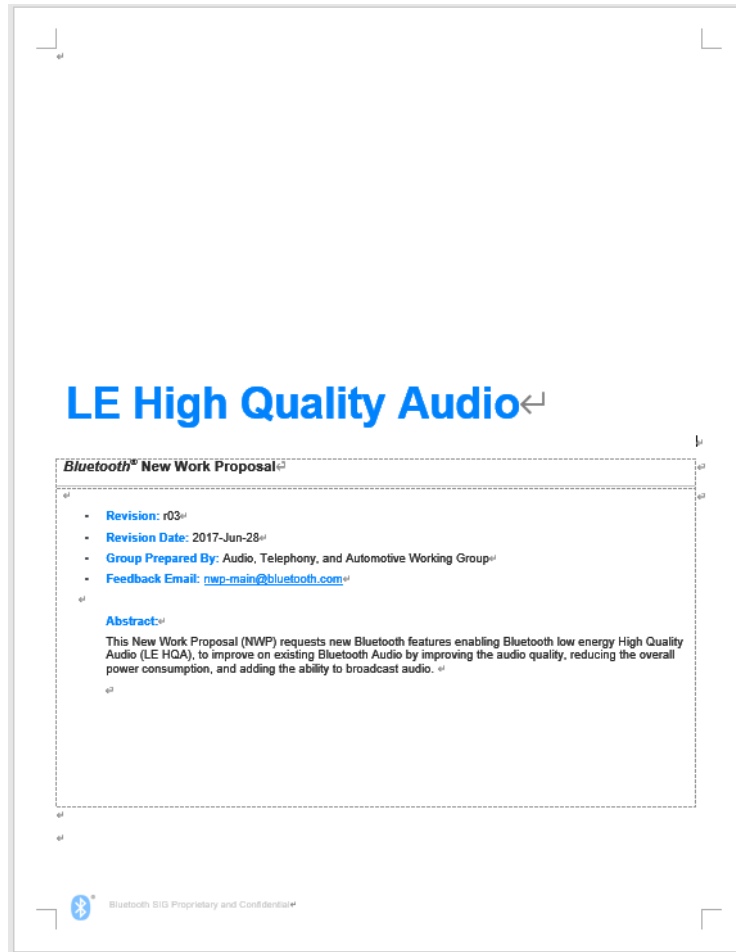 LE High Quality Audio
Bluetooth® New Work Proposal
- Revision: r03
- Revision Date: 2017-Jun-28
- Group Prepared By: Audio, Telephony, and Automotive Working Group
- Feedback Email: nwp-main@bluetooth.com
Abstract:
This New Work Proposal (NWP) requests new Bluetooth features enabling Bluetooth low energy High Quality
Audio (LE HQA), to improve on existing Bluetooth Audio by improving the audio quality, reducing the overall
power consumption, and adding the ability to broadcast audio.
Bluetooth SIG Proprietary and Confidential